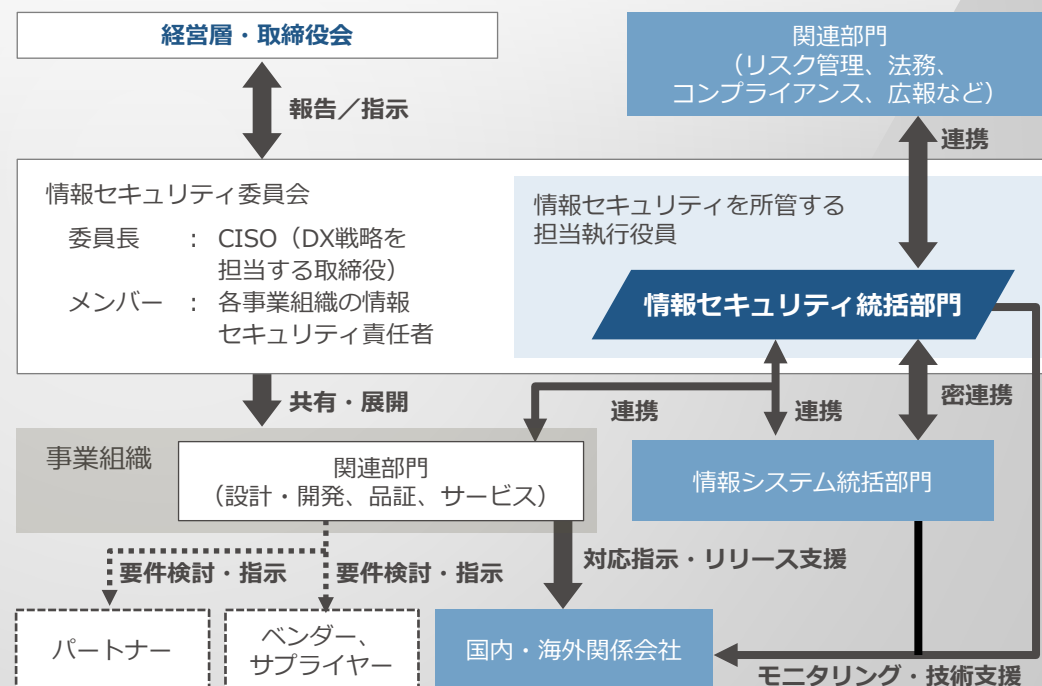 経営層・取締役会
関連部門
（リスク管理、法務、
コンプライアンス、広報など）
報告／指示
連携
情報セキュリティ委員会
委員長 ： CISO（DX戦略を
担当する取締役）
メンバー ： 各事業組織の情報
セキュリティ責任者
情報セキュリティを所管する
担当執行役員
情報セキュリティ統括部門
共有・展開
連携
連携
密連携
事業組織
関連部門
（設計・開発、品証、サービス）
情報システム統括部門
要件検討・指示
要件検討・指示
対応指示・リリース支援
パートナー
ベンダー、
サプライヤー
国内・海外関係会社
モニタリング・技術支援